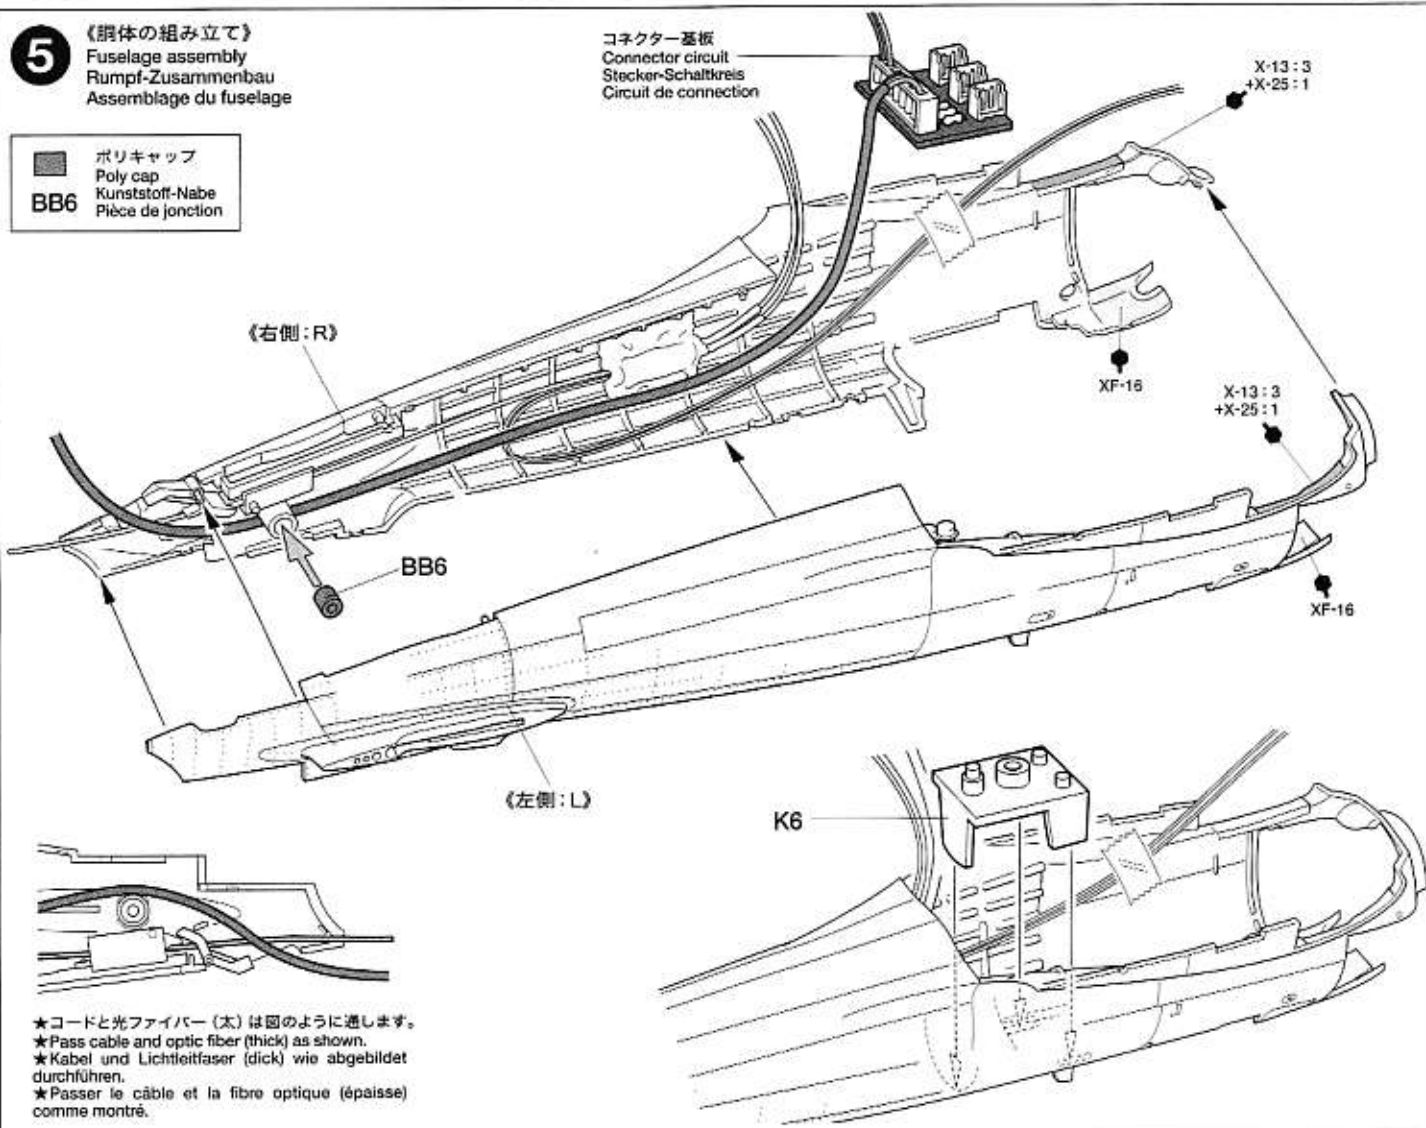 5
《胴体の組み立て》
Fuselage assembly
Rumpf-Zusammenbau
Assemblage du fuselage
ポリキャップ
Poly cap
BB6
Kunststoff-Nabe
Pièce de jonction
コネクター基板
Connector circuit
Stecker-Schaltkreis
Circuit de connection
X-13:3
+X-25:1
《右側:R》
XF-16
X-13:3
+X-25:1
BB6
XF-16
《左側:L》
K6
★コードと光ファイバー(太)は図のように通します。
★Pass cable and optic fiber (thick) as shown.
★Kabel und Lichtleitfaser (dick) wie abgebildet
durchführen.
★Passer le câble et la fibre optique (épaisse)
comme montré.